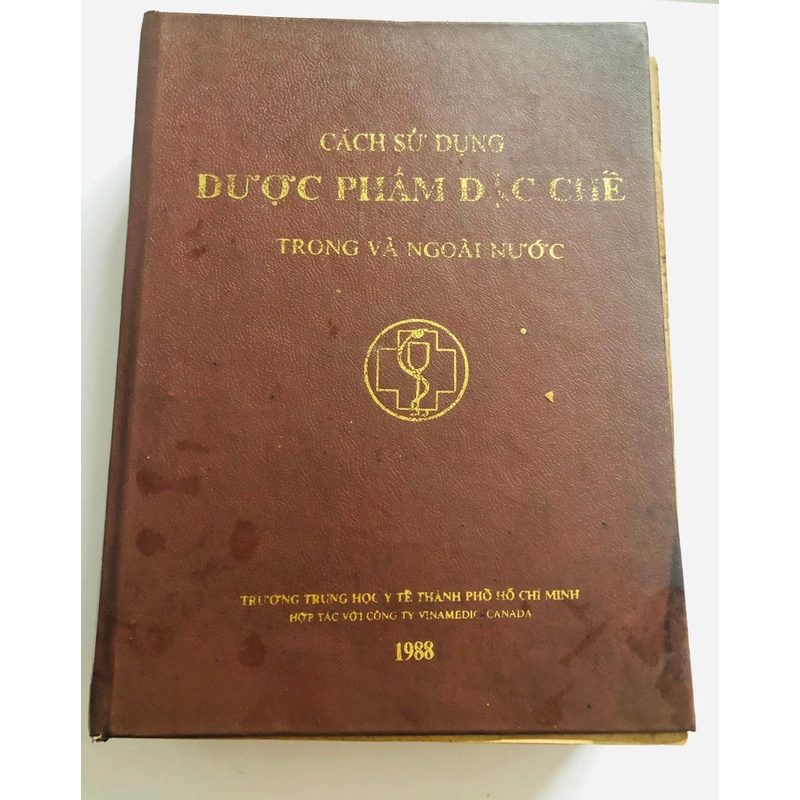 CÁCH SỬ DỤNG
DƯỢC PHẨM ĐẶC CHẾ
TRONG VÀ NGOÀI NƯỚC
TRƯỜNG TRUNG HỌC Y TẾ THÀNH PHỐ HỒ CHÍ MINH
HỢP TÁC VỚI CÔNG TY VINAMEDIC CANADA
1988